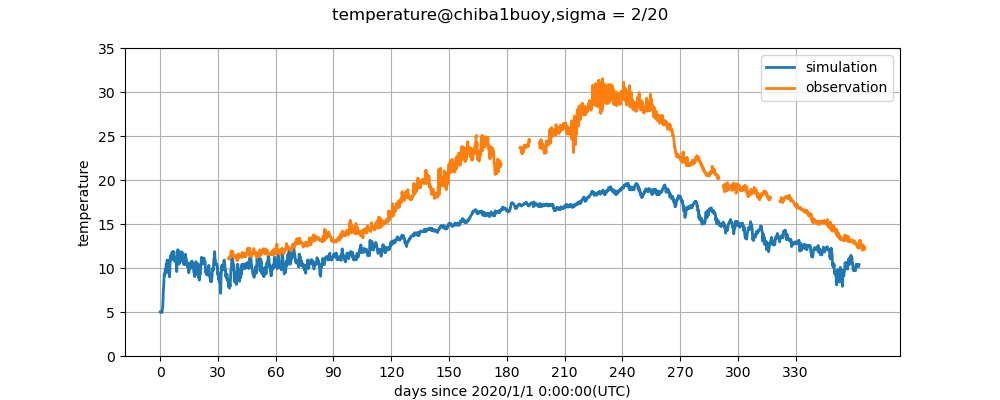 temperature@chiba1buoy,sigma = 2/20
35
30
25
20
15
10
5
0
temperature
simulation
observation
0 30 60 90 120 150 180 210 240 270 300 330
days since 2020/1/1 0:00:00(UTC)